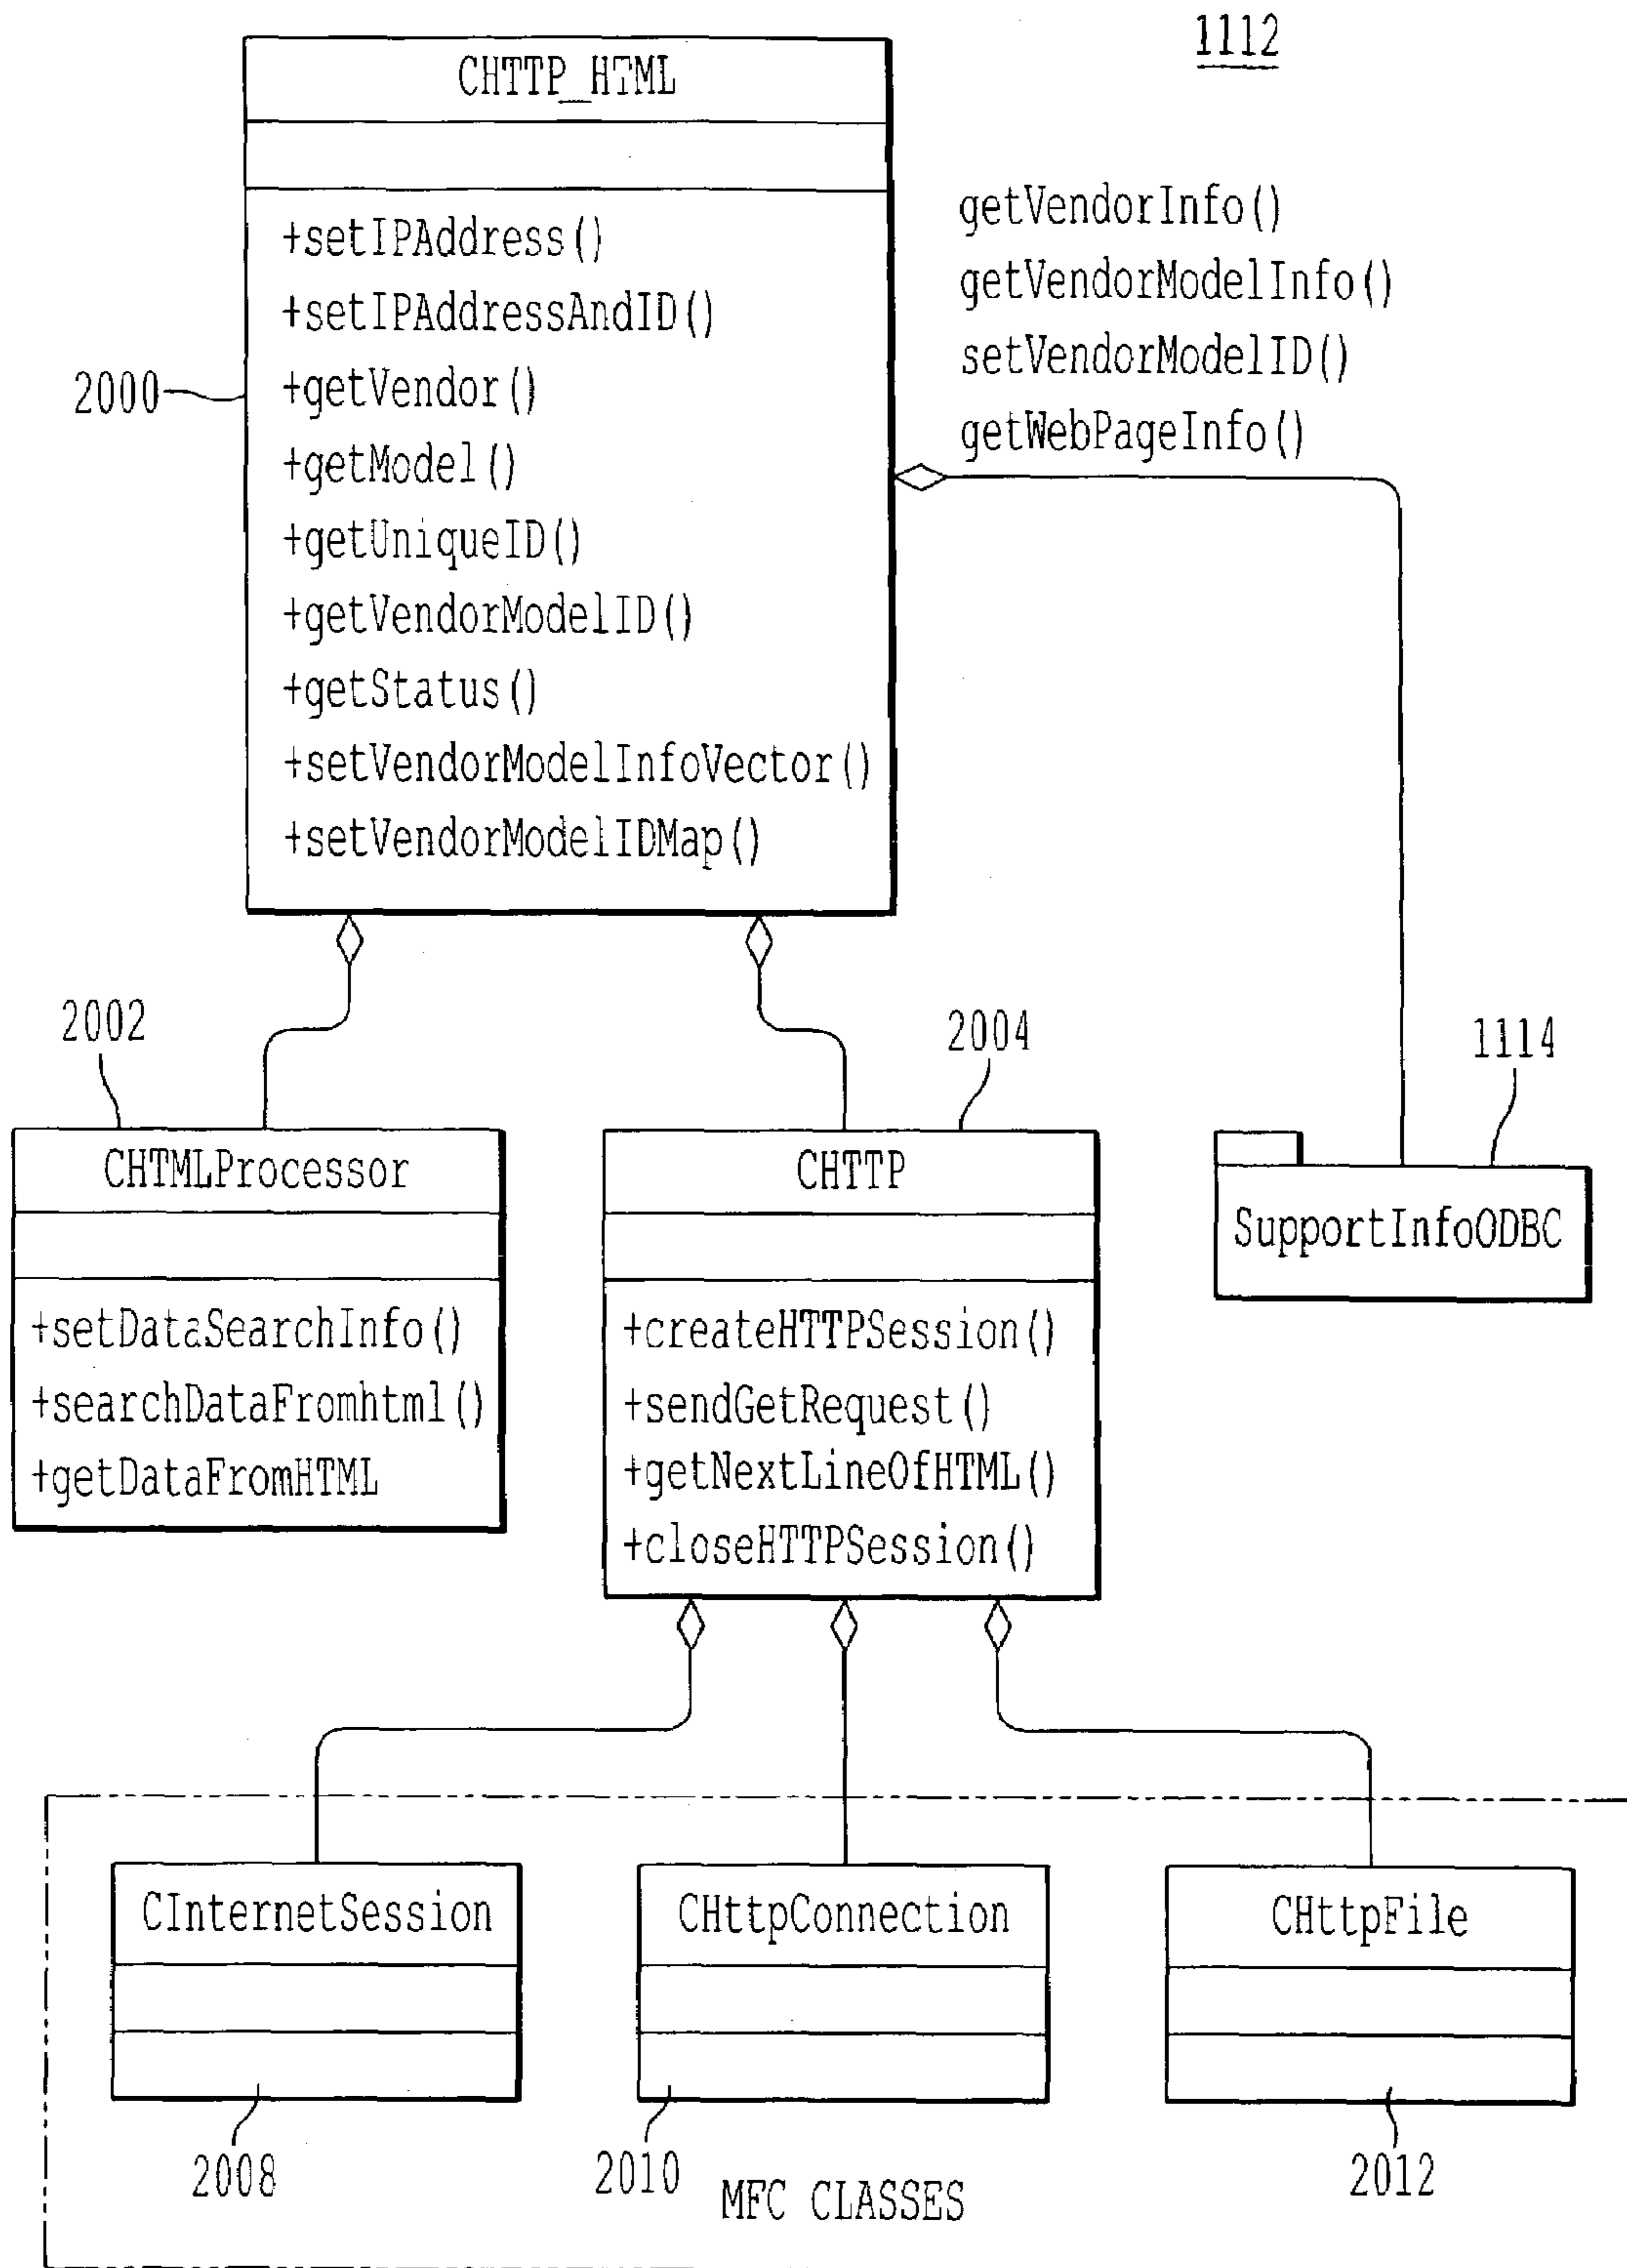 1112
CHTTP_HTML
+setIPAddress()
+setIPAddressAndID()
+getVendor()
+getModel()
+getUniqueID()
+getVendorModelID()
+getStatus()
+setVendorModelInfoVector()
+setVendorModelIDMap()
2000
getVendorInfo()
getVendorModelInfo()
setVendorModelID()
getWebPageInfo()
2002
2004
1114
CHTMLProcessor
+setDataSearchInfo()
+searchDataFromhtml()
+getDataFromHTML
CHTTP
+createHTTPSession()
+sendGetRequest()
+getNextLineOfHTML()
+closeHTTPSession()
SupportInfoODBC
CInternetSession
CHttpConnection
CHttpFile
2008
2010
2012
MFC CLASSES